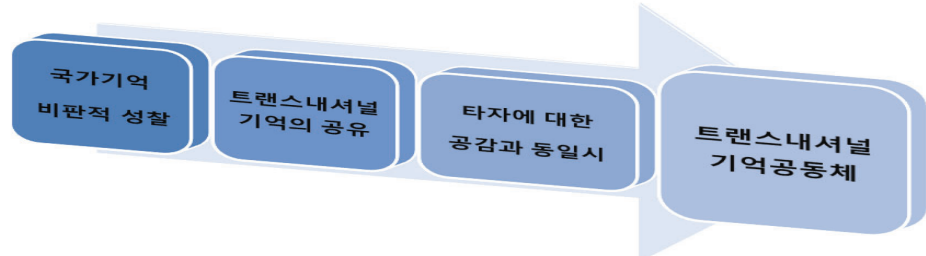 국가기억
비판적 성찰
트랜스내셔널
기억의 공유
타자에 대한
공감과 동일시
트랜스내셔널
기억공동체